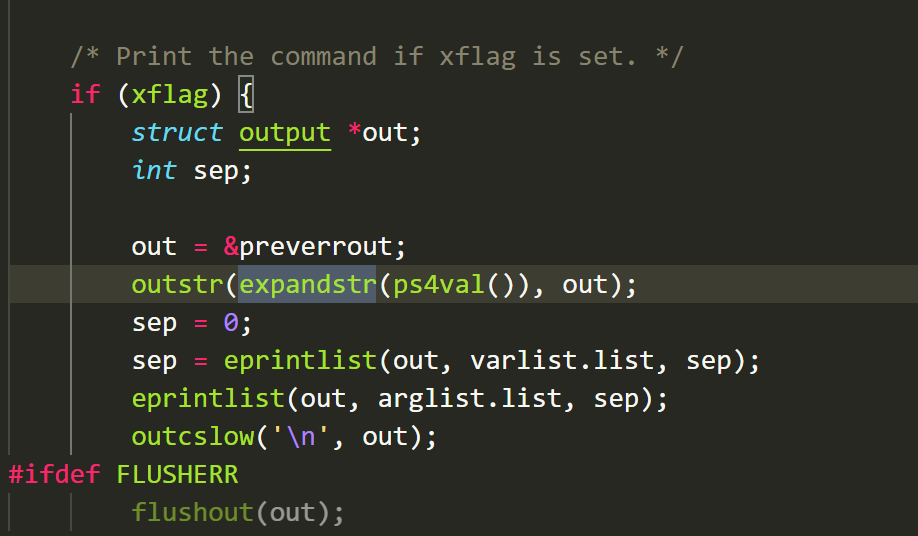 /* Print the command if xflag is set. */
if (xflag) {
struct output *out;
int sep;
out = &preverrout;
outstr(expandstr(ps4val()), out);
sep = 0;
sep = eprintlist(out, varlist.list, sep);
eprintlist(out, arglist.list, sep);
outcslow('\n', out);
#ifdef FLUSHERR
flushout(out);